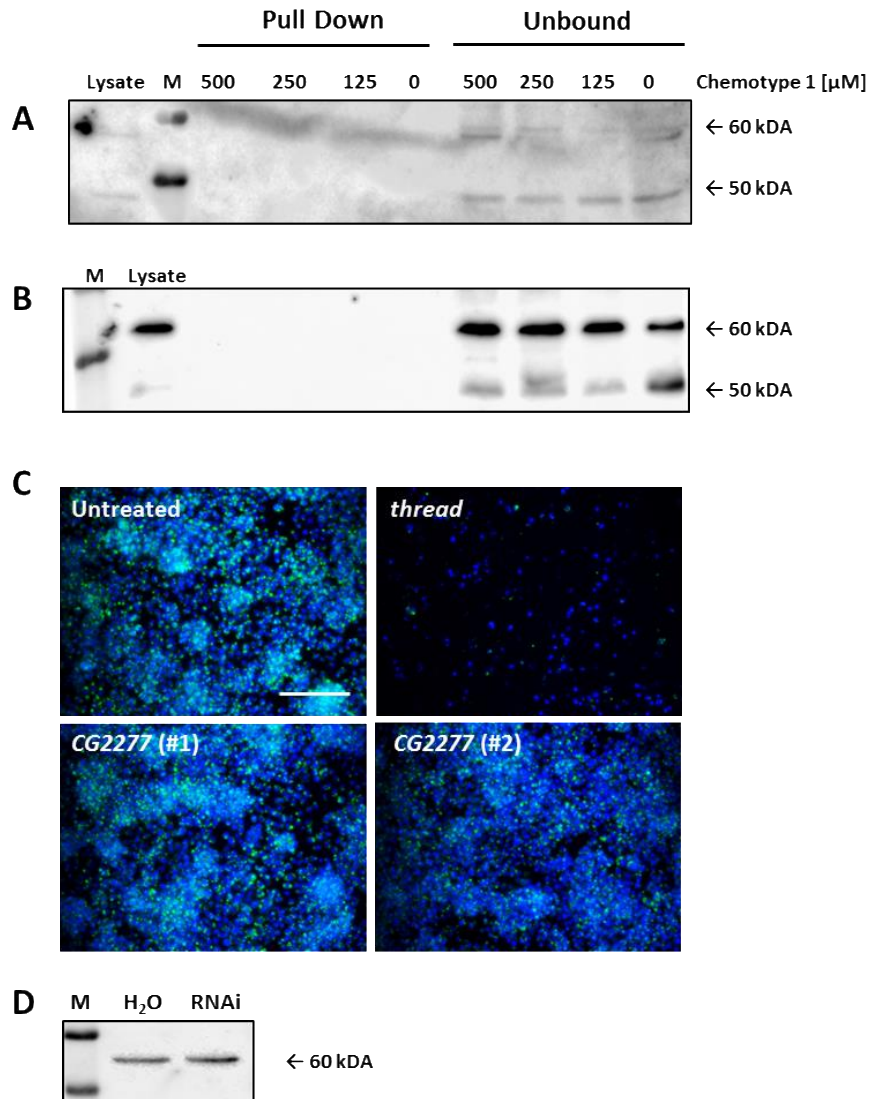 Pull Down Unbound
Lysate M 500 250 125 0 500 250 125 0 Chemotype 1 [µM]
A
← 60 kDA
← 50 kDA
M Lysate
B
← 60 kDA
← 50 kDA
C
Untreated thread
CG2277 (#1) CG2277 (#2)
D
M H₂O RNAi
← 60 kDA